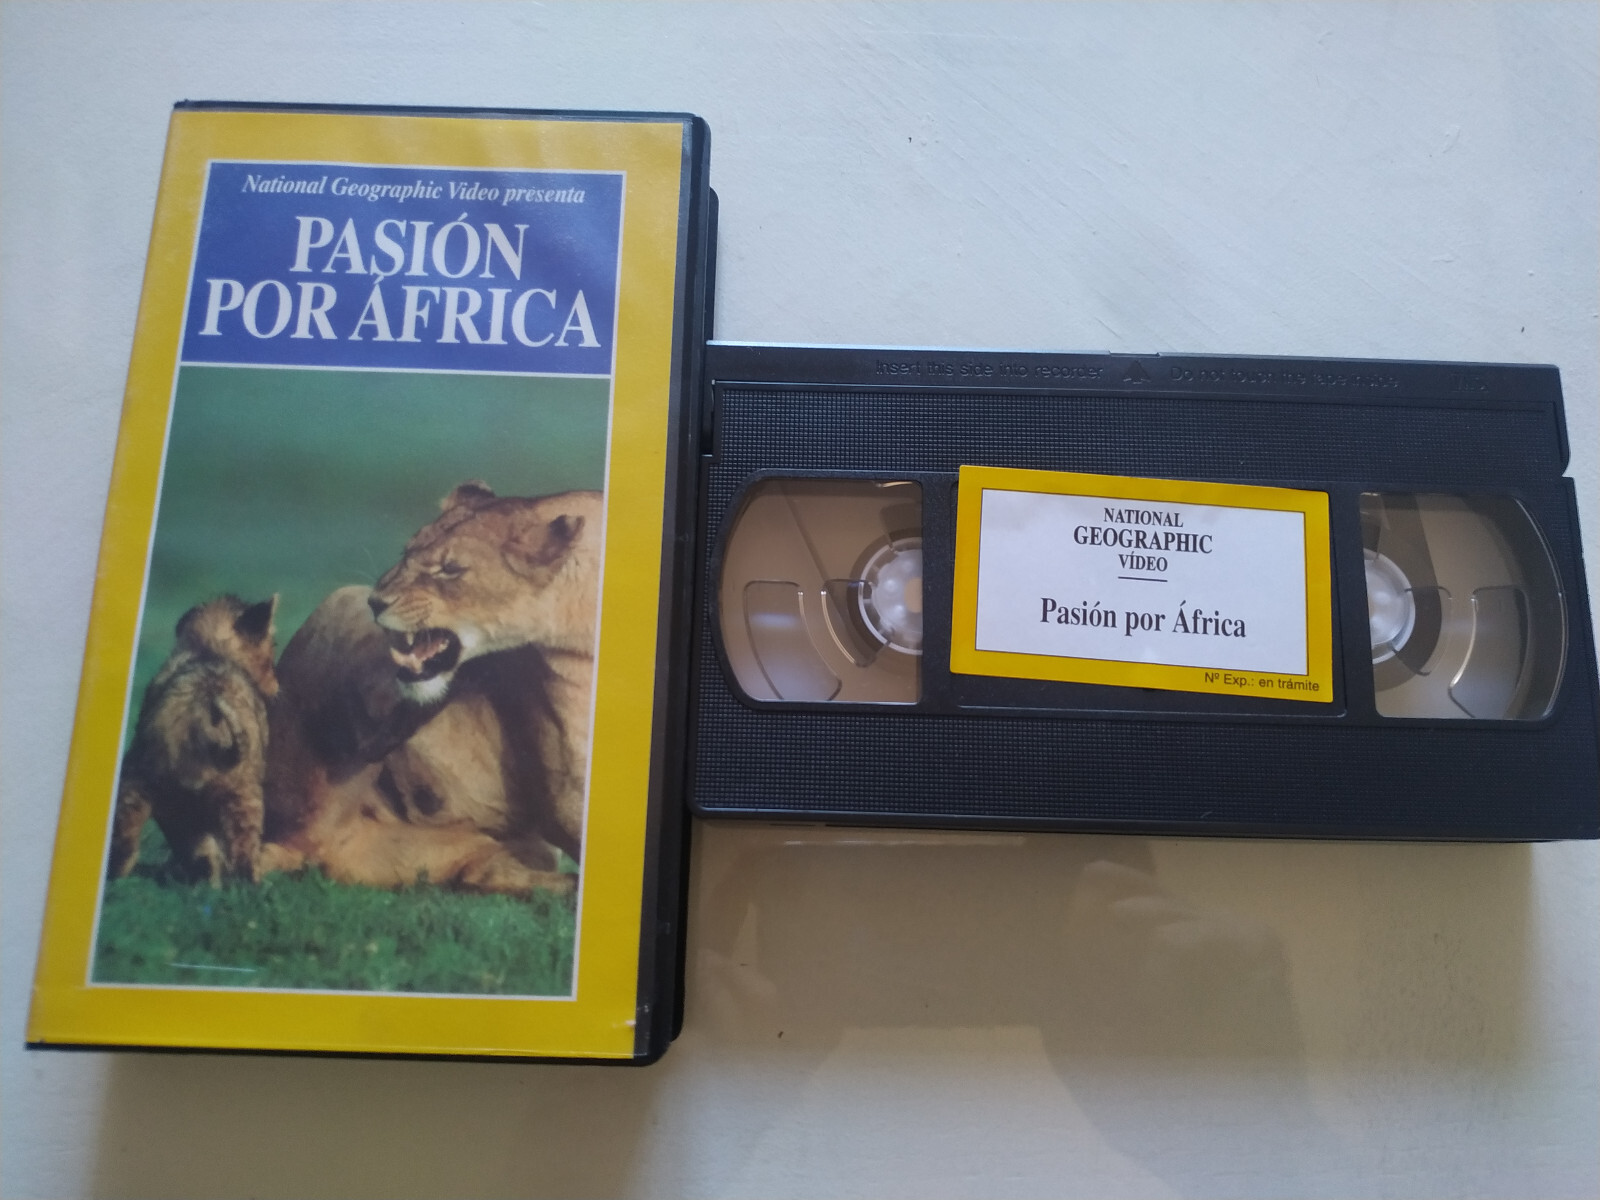 National Geographic Video presenta
PASIÓN
POR ÁFRICA
Insert this side into recorder
Do not touch the tape inside
NATIONAL
GEOGRAPHIC
VÍDEO
Pasión por África
Nº Exp.: en trámite